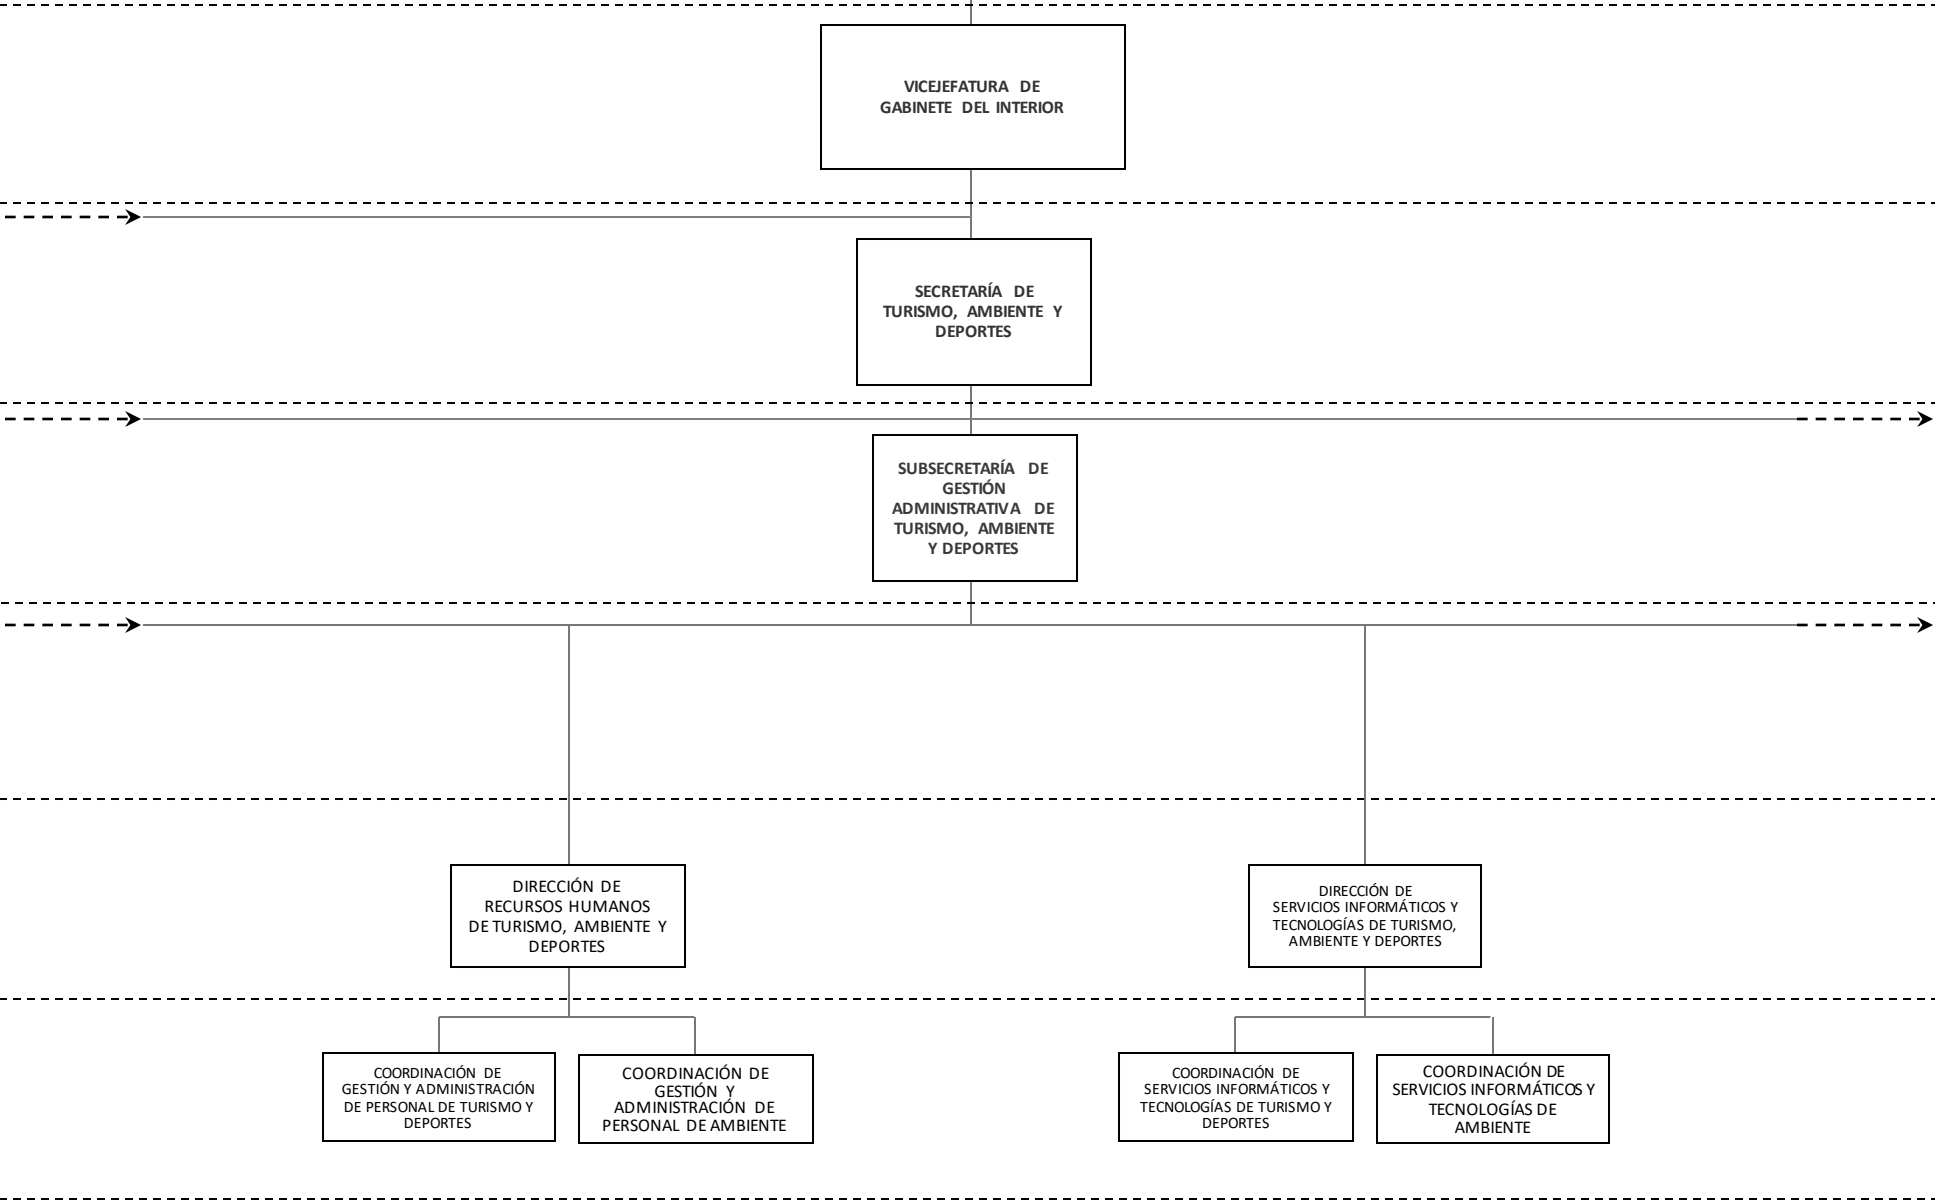 VICEJEFATURA DE
GABINETE DEL INTERIOR
SECRETARÍA DE
TURISMO, AMBIENTE Y
DEPORTES
SUBSECRETARÍA DE
GESTIÓN
ADMINISTRATIVA DE
TURISMO, AMBIENTE
Y DEPORTES
DIRECCIÓN DE
RECURSOS HUMANOS
DE TURISMO, AMBIENTE Y
DEPORTES
DIRECCIÓN DE
SERVICIOS INFORMÁTICOS Y
TECNOLOGÍAS DE TURISMO,
AMBIENTE Y DEPORTES
COORDINACIÓN DE
GESTIÓN Y ADMINISTRACIÓN
DE PERSONAL DE TURISMO Y
DEPORTES
COORDINACIÓN DE
GESTIÓN Y
ADMINISTRACIÓN DE
PERSONAL DE AMBIENTE
COORDINACIÓN DE
SERVICIOS INFORMÁTICOS Y
TECNOLOGÍAS DE TURISMO Y
DEPORTES
COORDINACIÓN DE
SERVICIOS INFORMÁTICOS Y
TECNOLOGÍAS DE
AMBIENTE